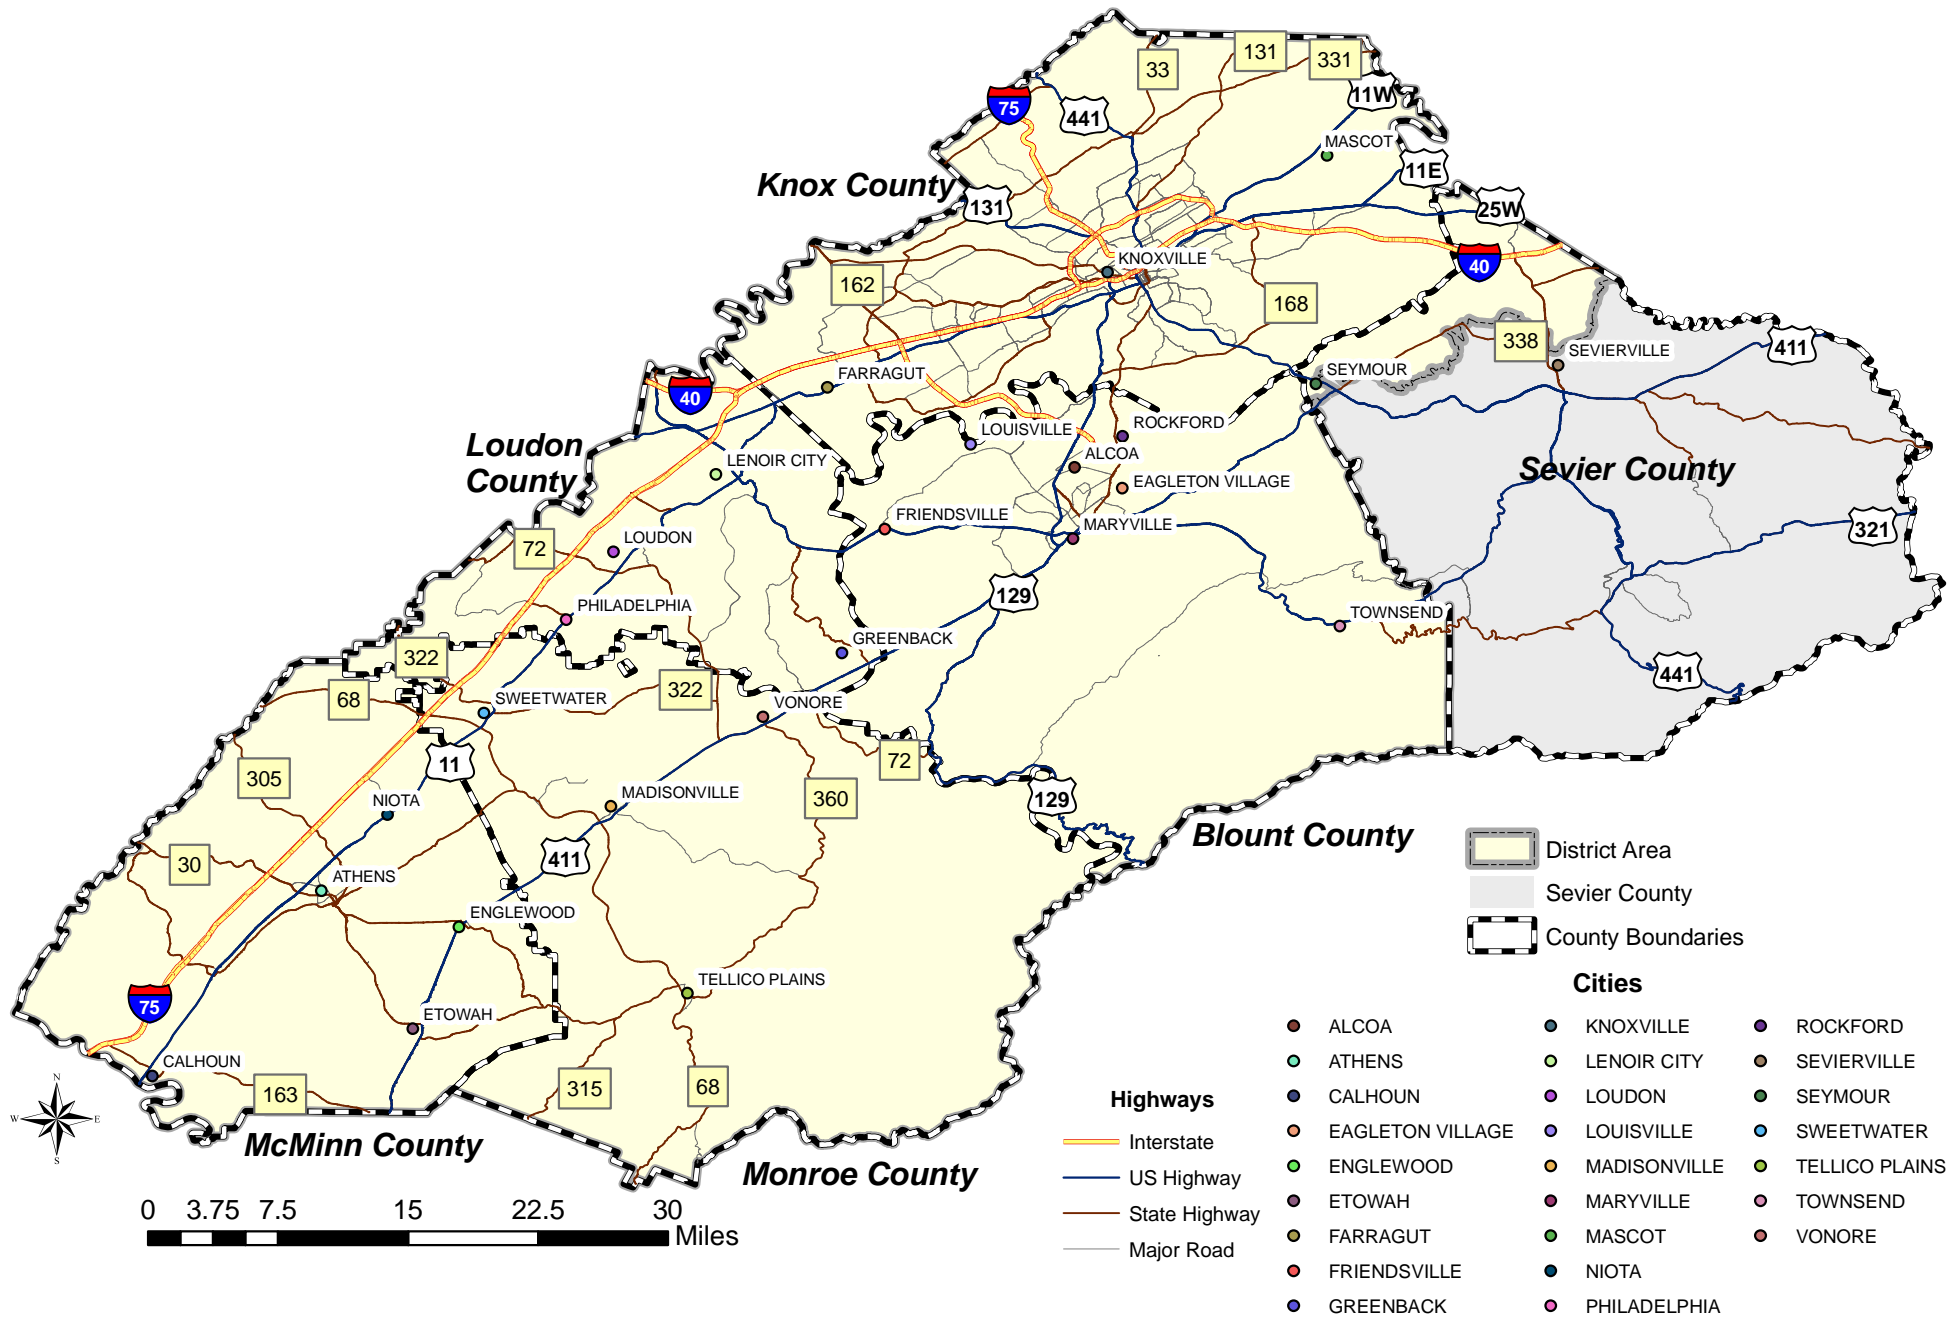 33
131
331
75
441
11W
MASCOT
11E
Knox County
131
25W
KNOXVILLE
40
162
168
338
SEVIERVILLE
411
SEYMOUR
FARRAGUT
40
ROCKFORD
LOUISVILLE
Loudon
County
ALCOA
LENOIR CITY
Sevier County
EAGLETON VILLAGE
FRIENDSVILLE
MARYVILLE
321
LOUDON
72
129
PHILADELPHIA
TOWNSEND
GREENBACK
322
441
322
68
SWEETWATER
VONORE
11
72
305
NIOTA
MADISONVILLE
360
129
Blount County
411
30
ATHENS
ENGLEWOOD
TELLICO PLAINS
75
ETOWAH
CALHOUN
163
315
68
N
W E
S
McMinn County
Monroe County
0 3.75 7.5 15 22.5 30
Miles
District Area
Sevier County
County Boundaries
Highways
Interstate
US Highway
State Highway
Major Road
Cities
ALCOA
ATHENS
CALHOUN
EAGLETON VILLAGE
ENGLEWOOD
ETOWAH
FARRAGUT
FRIENDSVILLE
GREENBACK
KNOXVILLE
LENOIR CITY
LOUDON
LOUISVILLE
MADISONVILLE
MARYVILLE
MASCOT
NIOTA
PHILADELPHIA
ROCKFORD
SEVIERVILLE
SEYMOUR
SWEETWATER
TELLICO PLAINS
TOWNSEND
VONORE